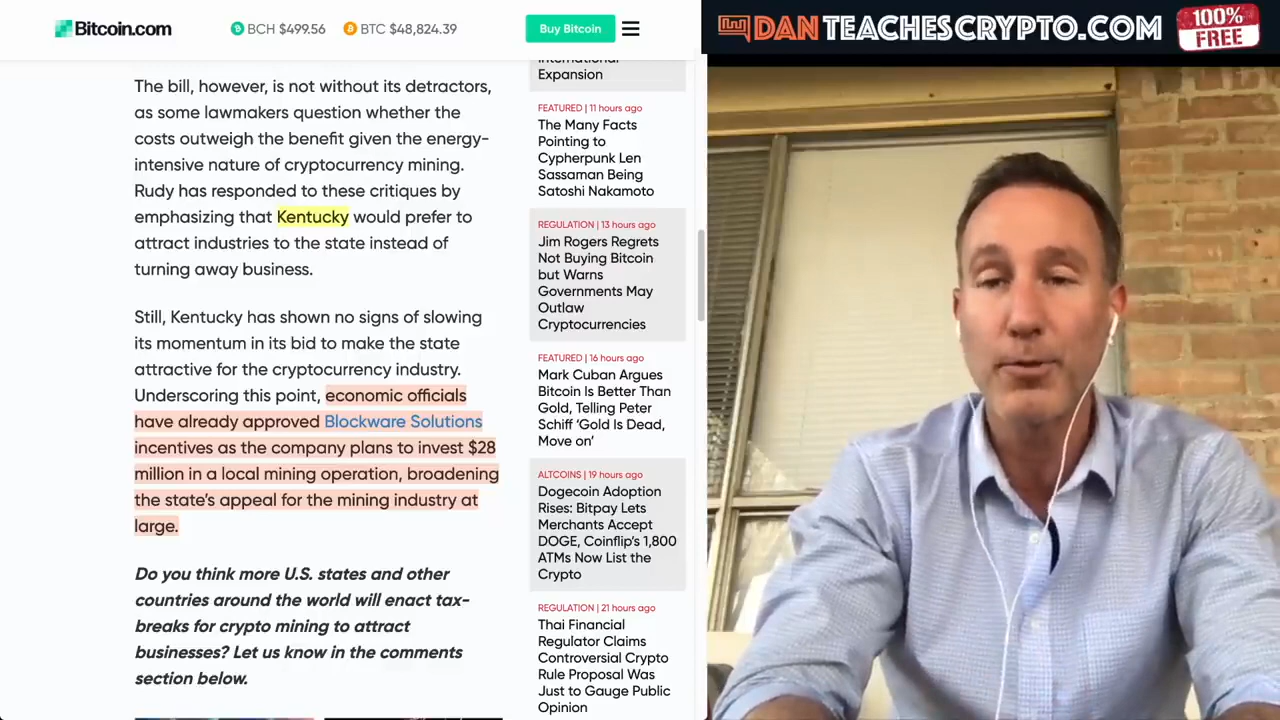 Bitcoin.com
BCH $499.56
BTC $48,824.39
Buy Bitcoin
DANTEACHESCRYPTO.COM
100%
FREE
The bill, however, is not without its detractors,
as some lawmakers question whether the
costs outweigh the benefit given the energy-
intensive nature of cryptocurrency mining.
Rudy has responded to these critiques by
emphasizing that Kentucky would prefer to
attract industries to the state instead of
turning away business.
Still, Kentucky has shown no signs of slowing
its momentum in its bid to make the state
attractive for the cryptocurrency industry.
Underscoring this point, economic officials
have already approved Blockware Solutions
incentives as the company plans to invest $28
million in a local mining operation, broadening
the state's appeal for the mining industry at
large.
Do you think more U.S. states and other
countries around the world will enact tax-
breaks for crypto mining to attract
businesses? Let us know in the comments
section below.
International
Expansion
FEATURED | 11 hours ago
The Many Facts
Pointing to
Cypherpunk Len
Sassaman Being
Satoshi Nakamoto
REGULATION | 13 hours ago
Jim Rogers Regrets
Not Buying Bitcoin
but Warns
Governments May
Outlaw
Cryptocurrencies
FEATURED | 16 hours ago
Mark Cuban Argues
Bitcoin Is Better Than
Gold, Telling Peter
Schiff 'Gold Is Dead,
Move on'
ALTCOINS | 19 hours ago
Dogecoin Adoption
Rises: Bitpay Lets
Merchants Accept
DOGE, Coinflip's 1,800
ATMs Now List the
Crypto
REGULATION | 21 hours ago
Thai Financial
Regulator Claims
Controversial Crypto
Rule Proposal Was
Just to Gauge Public
Opinion